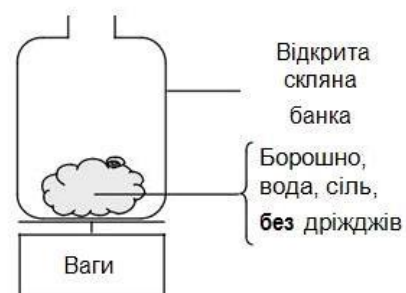 Відкрита
скляна
банка
Борошно,
вода, сіль,
без дріжджів
Ваги